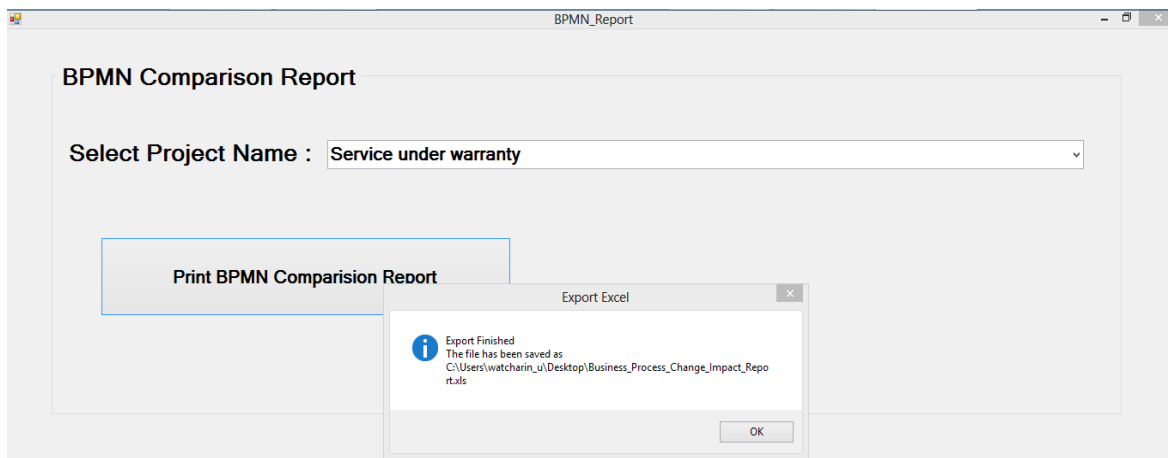 BPMN_Report
BPMN Comparison Report
Select Project Name :
Service under warranty
Print BPMN Comparision Report
Export Excel
Export Finished
The file has been saved as
C:\Users\watcharin_u\Desktop\Business_Process_Change_Impact_Repo
rt.xls
OK